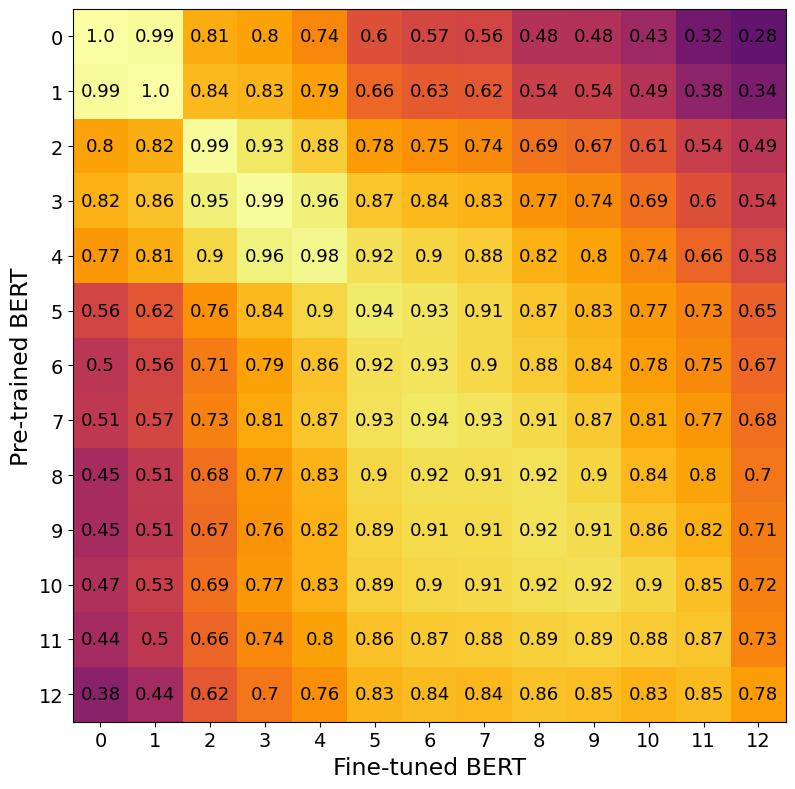 0 1.0 0.99 0.81 0.8 0.74 0.6 0.57 0.56 0.48 0.48 0.43 0.32 0.28
1 0.99 1.0 0.84 0.83 0.79 0.66 0.63 0.62 0.54 0.54 0.49 0.38 0.34
2 0.8 0.82 0.99 0.93 0.88 0.78 0.75 0.74 0.69 0.67 0.61 0.54 0.49
3 0.82 0.86 0.95 0.99 0.96 0.87 0.84 0.83 0.77 0.74 0.69 0.6 0.54
4 0.77 0.81 0.9 0.96 0.98 0.92 0.9 0.88 0.82 0.8 0.74 0.66 0.58
5 0.56 0.62 0.76 0.84 0.9 0.94 0.93 0.91 0.87 0.83 0.77 0.73 0.65
6 0.5 0.56 0.71 0.79 0.86 0.92 0.93 0.9 0.88 0.84 0.78 0.75 0.67
7 0.51 0.57 0.73 0.81 0.87 0.93 0.94 0.93 0.91 0.87 0.81 0.77 0.68
8 0.45 0.51 0.68 0.77 0.83 0.9 0.92 0.91 0.92 0.9 0.84 0.8 0.7
9 0.45 0.51 0.67 0.76 0.82 0.89 0.91 0.91 0.92 0.91 0.86 0.82 0.71
10 0.47 0.53 0.69 0.77 0.83 0.89 0.9 0.91 0.92 0.92 0.9 0.85 0.72
11 0.44 0.5 0.66 0.74 0.8 0.86 0.87 0.88 0.89 0.89 0.88 0.87 0.73
12 0.38 0.44 0.62 0.7 0.76 0.83 0.84 0.84 0.86 0.85 0.83 0.85 0.78
0 1 2 3 4 5 6 7 8 9 10 11 12
Fine-tuned BERT
Pre-trained BERT